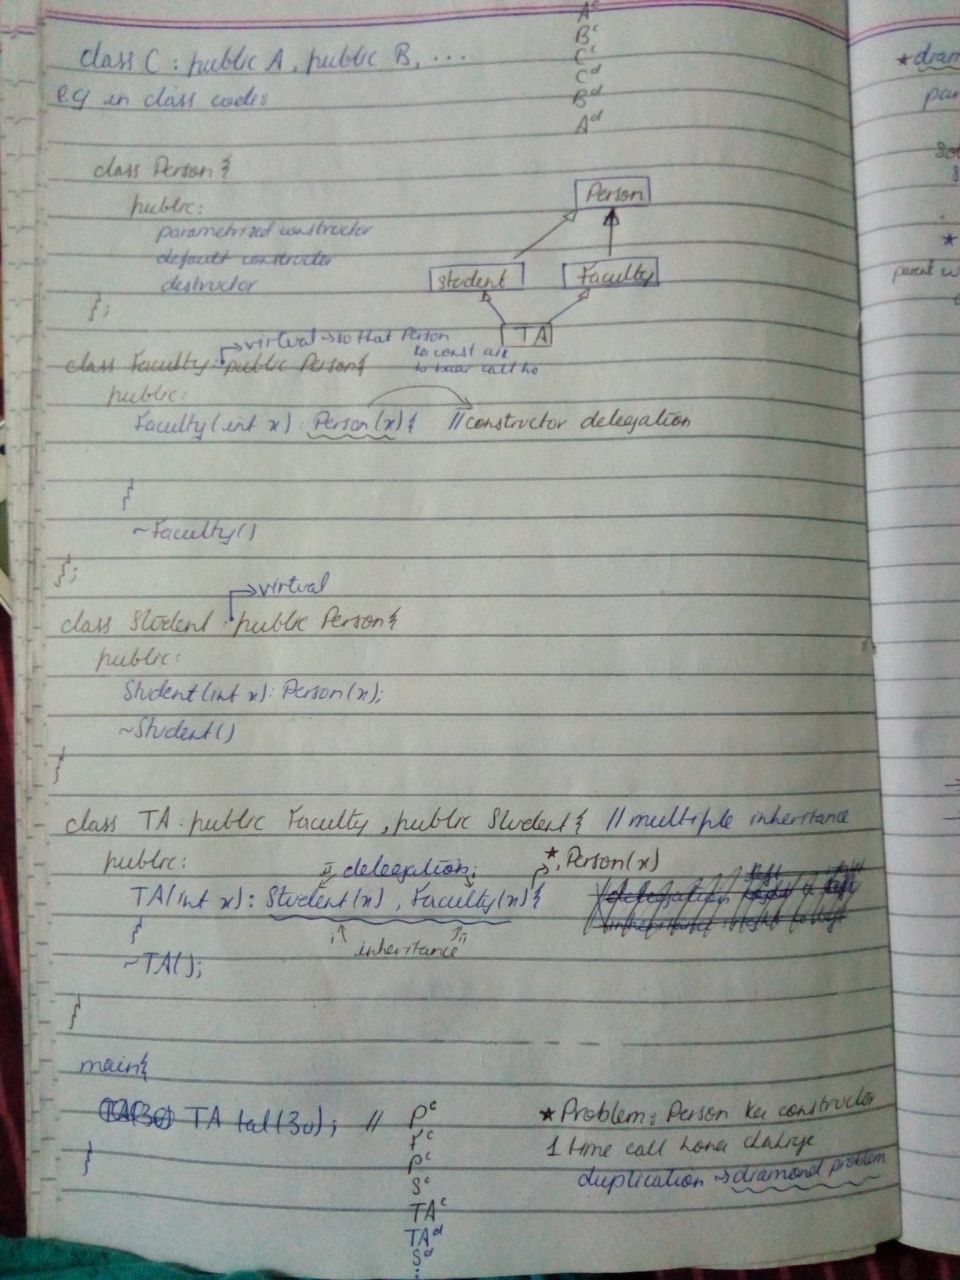 class C : public A, public B, ...
eg in class code:
A^c
B^c
C^c
C^d
B^d
A^d
class Person {
public:
parametrized constructor
default constructor
destructor
};
Person
Student
Faculty
TA
virtual → so that Person
ka const aik
he baar call ho
class Faculty : public Person{
public:
Faculty(int x) : Person(x) { //constructor delegation
}
~Faculty()
};
virtual
class Student : public Person{
public:
Student(int x) : Person(x);
~Student()
}
class TA : public Faculty , public Student{ //multiple inheritance
public:
delegation
* , Person(x)
TA(int x) : Student(x) , Faculty(x) {
}
inheritance
~TA();
}
main{
TA ta1(30); //
P^c
F^c
P^c
S^c
TA^c
TA^d
S^d
:
}
* Problem: Person ka constructor
1 time call hona chahiye
duplication → diamond problem
* diam
par
*
parent w